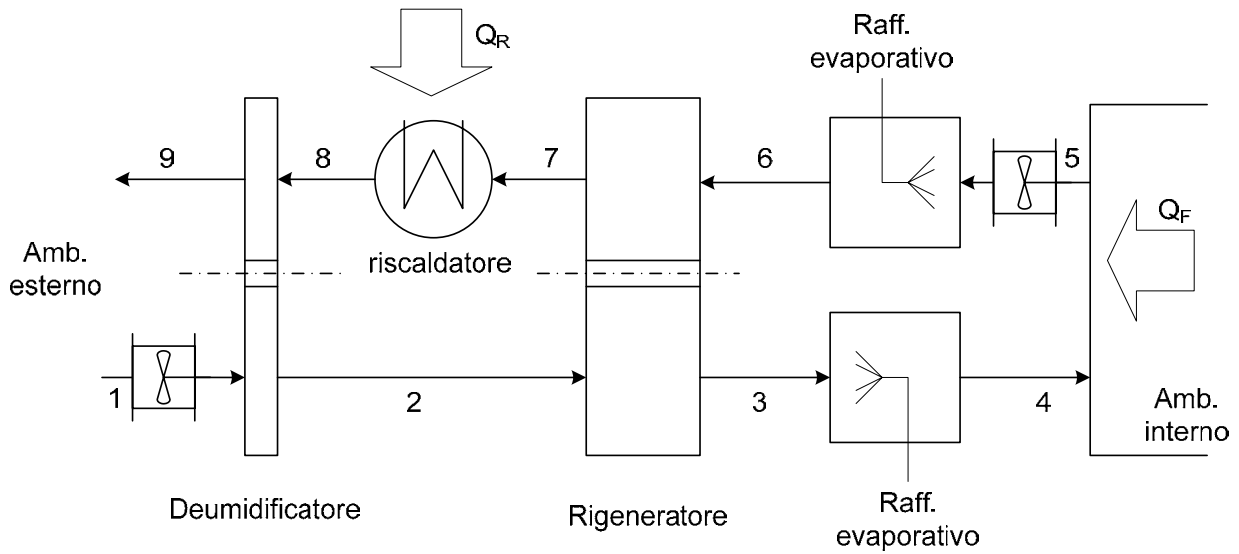 Q_R
Raff.
evaporativo
9
8
7
6
5
Q_F
riscaldatore
Amb.
esterno
1
2
3
4
Amb.
interno
Deumidificatore
Rigeneratore
Raff.
evaporativo